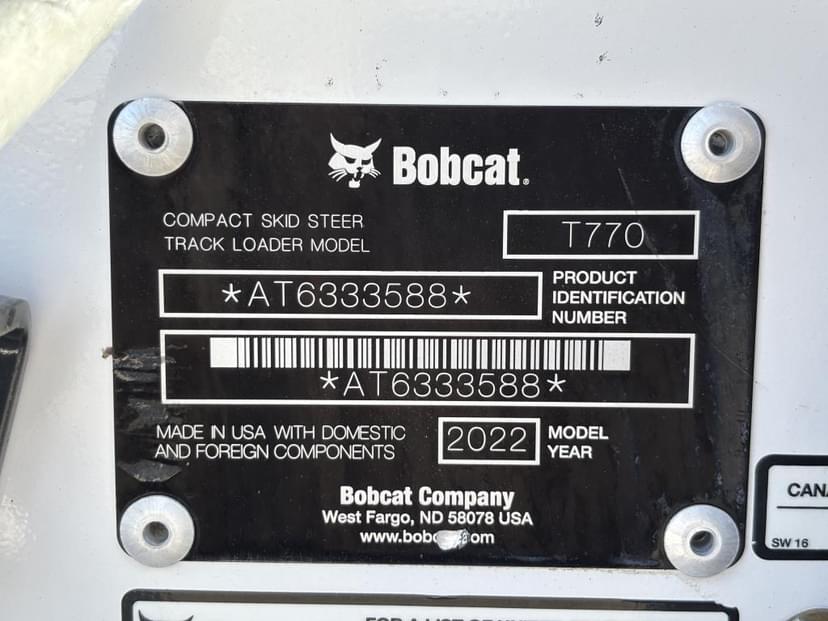 Bobcat®
COMPACT SKID STEER
TRACK LOADER MODEL
T770
*AT6333588*
PRODUCT
IDENTIFICATION
NUMBER
*AT6333588*
MADE IN USA WITH DOMESTIC
AND FOREIGN COMPONENTS
2022
MODEL
YEAR
Bobcat Company
West Fargo, ND 58078 USA
SW 16